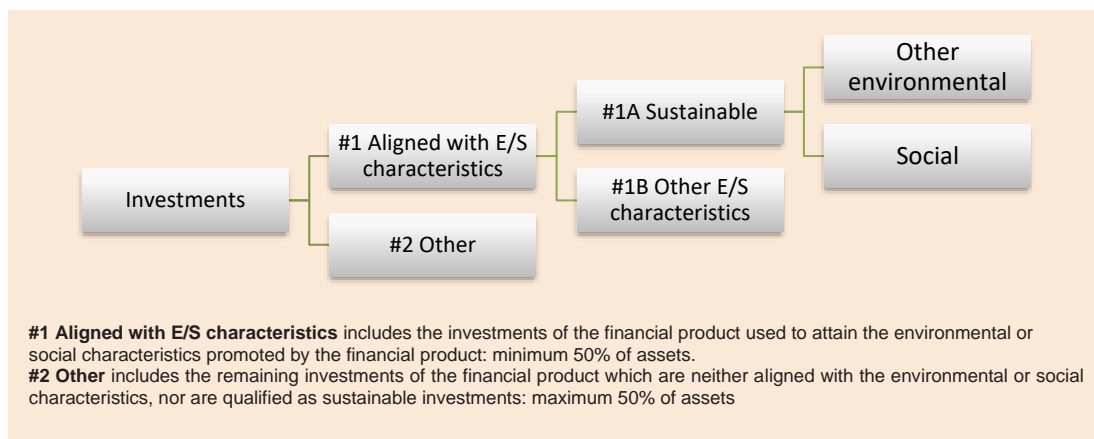 Other
environmental
#1A Sustainable
#1 Aligned with E/S
characteristics
Social
Investments
#1B Other E/S
characteristics
#2 Other
#1 Aligned with E/S characteristics includes the investments of the financial product used to attain the environmental or
social characteristics promoted by the financial product: minimum 50% of assets.
#2 Other includes the remaining investments of the financial product which are neither aligned with the environmental or social
characteristics, nor are qualified as sustainable investments: maximum 50% of assets